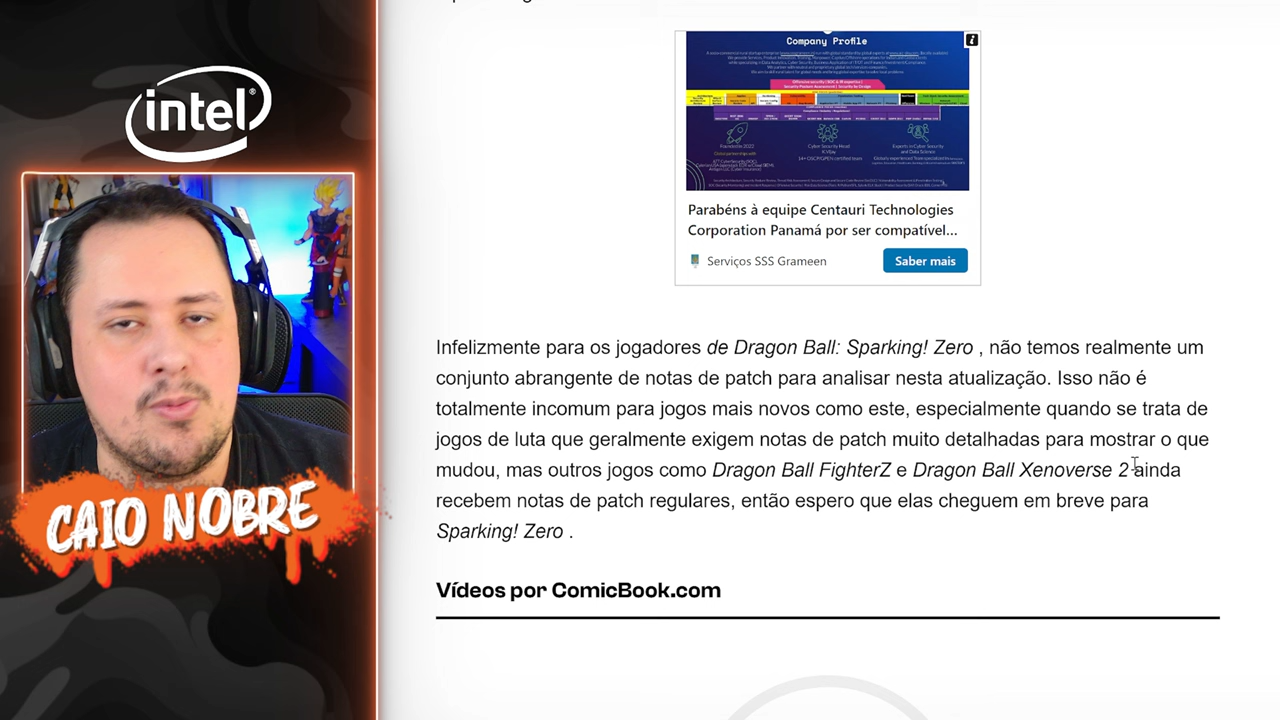 intel®
CAIO NOBRE
Company Profile
Parabéns à equipe Centauri Technologies
Corporation Panamá por ser compatível...
Serviços SSS Grameen
Saber mais
Infelizmente para os jogadores de Dragon Ball: Sparking! Zero , não temos realmente um
conjunto abrangente de notas de patch para analisar nesta atualização. Isso não é
totalmente incomum para jogos mais novos como este, especialmente quando se trata de
jogos de luta que geralmente exigem notas de patch muito detalhadas para mostrar o que
mudou, mas outros jogos como Dragon Ball FighterZ e Dragon Ball Xenoverse 2 ainda
recebem notas de patch regulares, então espero que elas cheguem em breve para
Sparking! Zero .
Vídeos por ComicBook.com